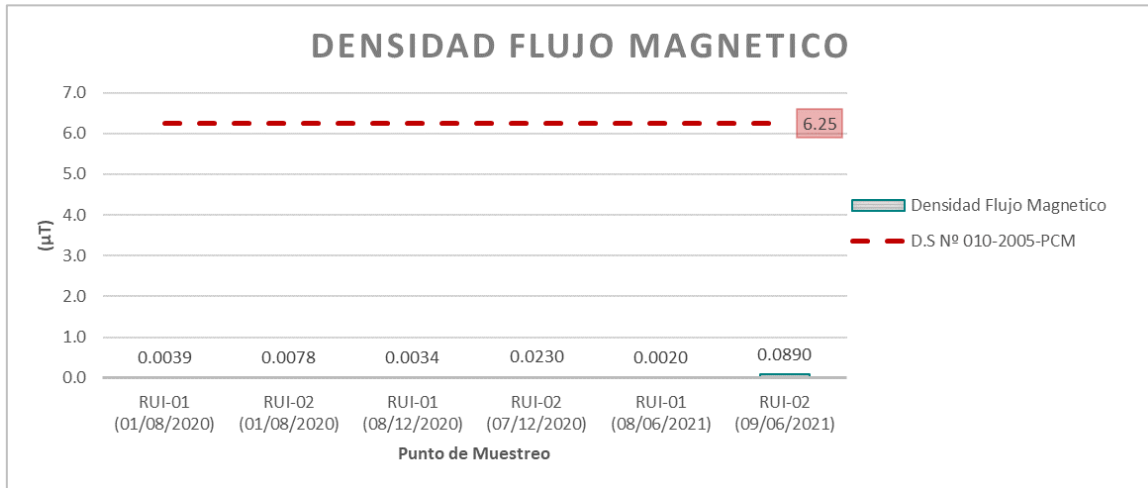 DENSIDAD FLUJO MAGNETICO
7.0
6.0
5.0
4.0
3.0
2.0
1.0
0.0
(µT)
6.25
0.0039 0.0078 0.0034 0.0230 0.0020 0.0890
RUI-01 RUI-02 RUI-01 RUI-02 RUI-01 RUI-02
(01/08/2020) (01/08/2020) (08/12/2020) (07/12/2020) (08/06/2021) (09/06/2021)
Punto de Muestreo
Densidad Flujo Magnetico
D.S Nº 010-2005-PCM